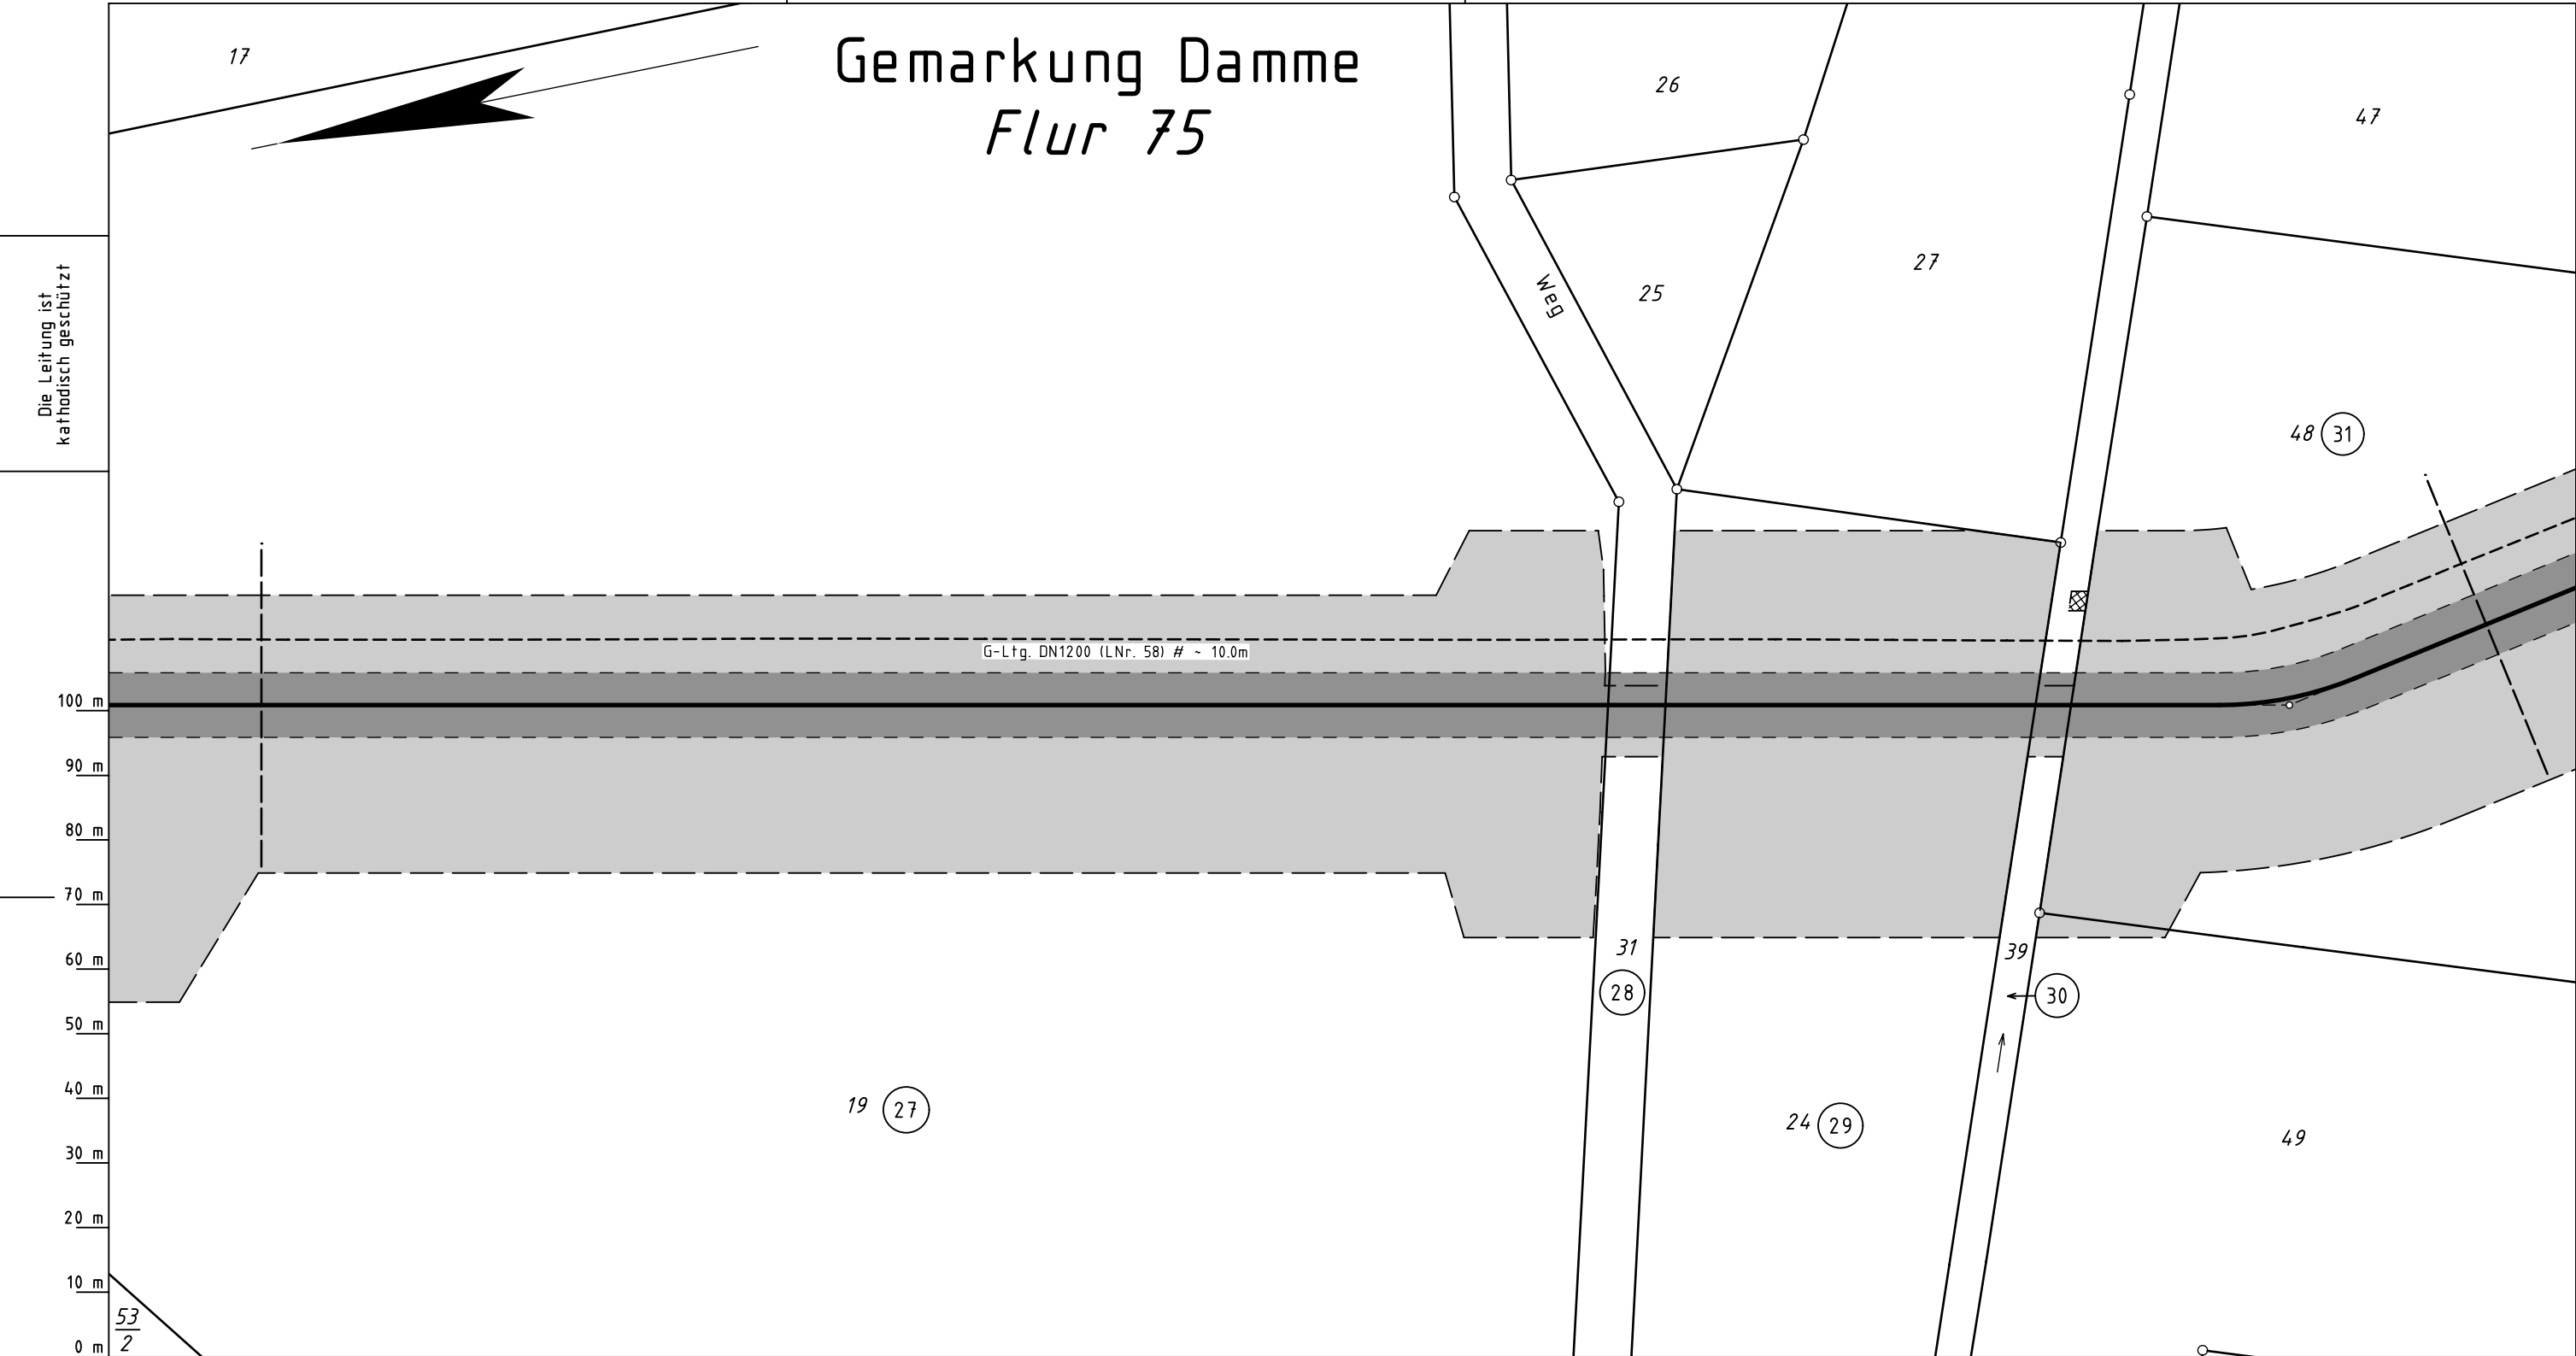 17
Gemarkung Damme
Flur 75
26
47
Die Leitung ist
kathodisch geschützt
Weg
25
27
48 31
G-Ltg. DN1200 (LNr. 58) # ~ 10.0m
100 m
90 m
80 m
70 m
60 m
50 m
40 m
30 m
20 m
10 m
0 m
31
28
39
30
19 27
24 29
49
53
2